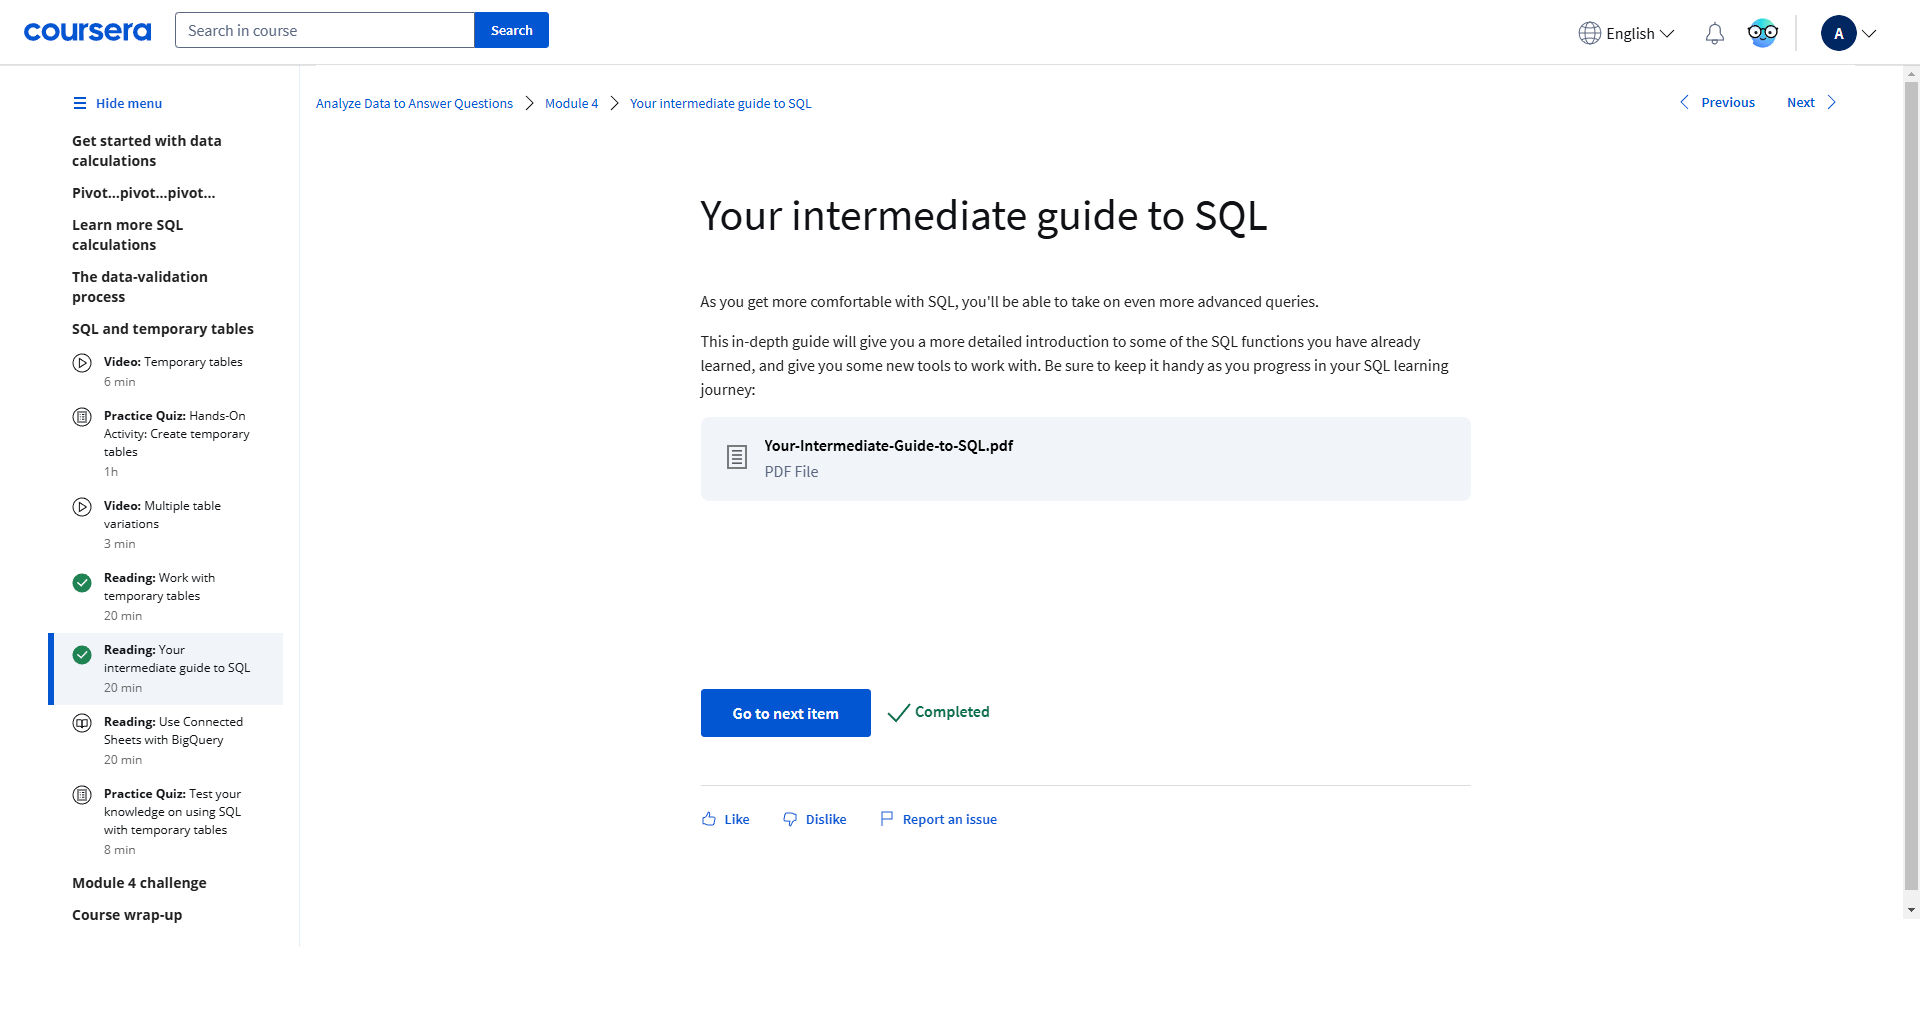 coursera
Search in course
Search
English
A
Hide menu
Get started with data
calculations
Pivot...pivot...pivot...
Learn more SQL
calculations
The data-validation
process
SQL and temporary tables
Video: Temporary tables
6 min
Practice Quiz: Hands-On
Activity: Create temporary
tables
1h
Video: Multiple table
variations
3 min
Reading: Work with
temporary tables
20 min
Reading: Your
intermediate guide to SQL
20 min
Reading: Use Connected
Sheets with BigQuery
20 min
Practice Quiz: Test your
knowledge on using SQL
with temporary tables
8 min
Module 4 challenge
Course wrap-up
Analyze Data to Answer Questions
Module 4
Your intermediate guide to SQL
Previous
Next
Your intermediate guide to SQL
As you get more comfortable with SQL, you'll be able to take on even more advanced queries.
This in-depth guide will give you a more detailed introduction to some of the SQL functions you have already
learned, and give you some new tools to work with. Be sure to keep it handy as you progress in your SQL learning
journey:
Your-Intermediate-Guide-to-SQL.pdf
PDF File
Go to next item
Completed
Like
Dislike
Report an issue